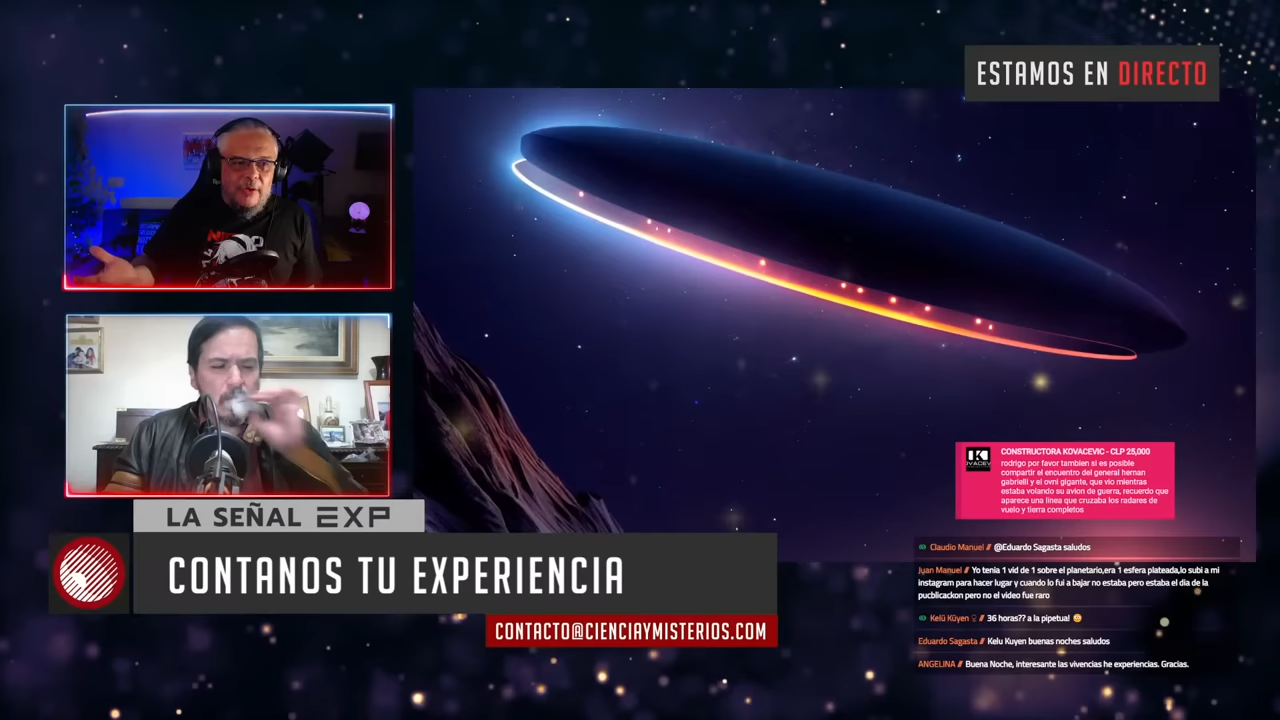 ESTAMOS EN DIRECTO
CONSTRUCTORA KOVACEVIC - CLP 25,000
rodrigo por favor tambien si es posible
compartir el encuentro del general hernan
gabrielli y el ovni gigante, que vio mientras
estaba volando su avion de guerra, recuerdo que
aparece una linea que cruzaba los radares de
vuelo y tierra completos
LA SEÑAL EXP
CONTANOS TU EXPERIENCIA
CONTACTO@CIENCIAYMISTERIOS.COM
Claudio Manuel // @Eduardo Sagasta saludos
Juan Manuel // Yo tenia 1 vid de 1 sobre el planetario,era 1 esfera plateada,lo subi a mi
instagram para hacer lugar y cuando lo fui a bajar no estaba pero estaba el dia de la
pucblicackion pero no el video fue raro
Kelü Küyen ♀ // 36 horas?? a la pipetua!
Eduardo Sagasta // Kelu Kuyen buenas noches saludos
ANGELINA // Buena Noche, interesante las vivencias he experiencias. Gracias.